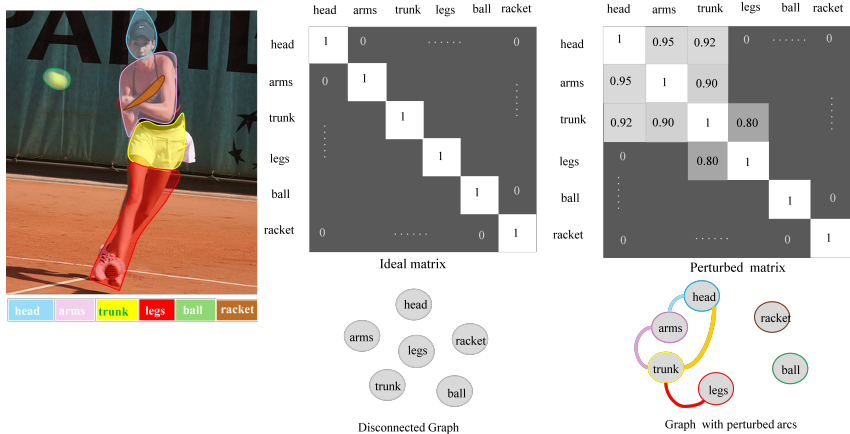 PARIB
head arms trunk legs ball racket
head 1 0 ...... 0
arms 0 1
trunk 1
legs 1
ball 1 0
racket 0 ...... 0 1
Ideal matrix
head arms trunk legs ball racket
head 1 0.95 0.92 0 ...... 0
arms 0.95 1 0.90
trunk 0.92 0.90 1 0.80
legs 0 0.80 1
ball 1 0
racket 0 ...... 0 1
Perturbed matrix
head arms trunk legs ball racket
head
arms
legs
racket
trunk
ball
Disconnected Graph
head
racket
arms
trunk
ball
legs
Graph with perturbed arcs